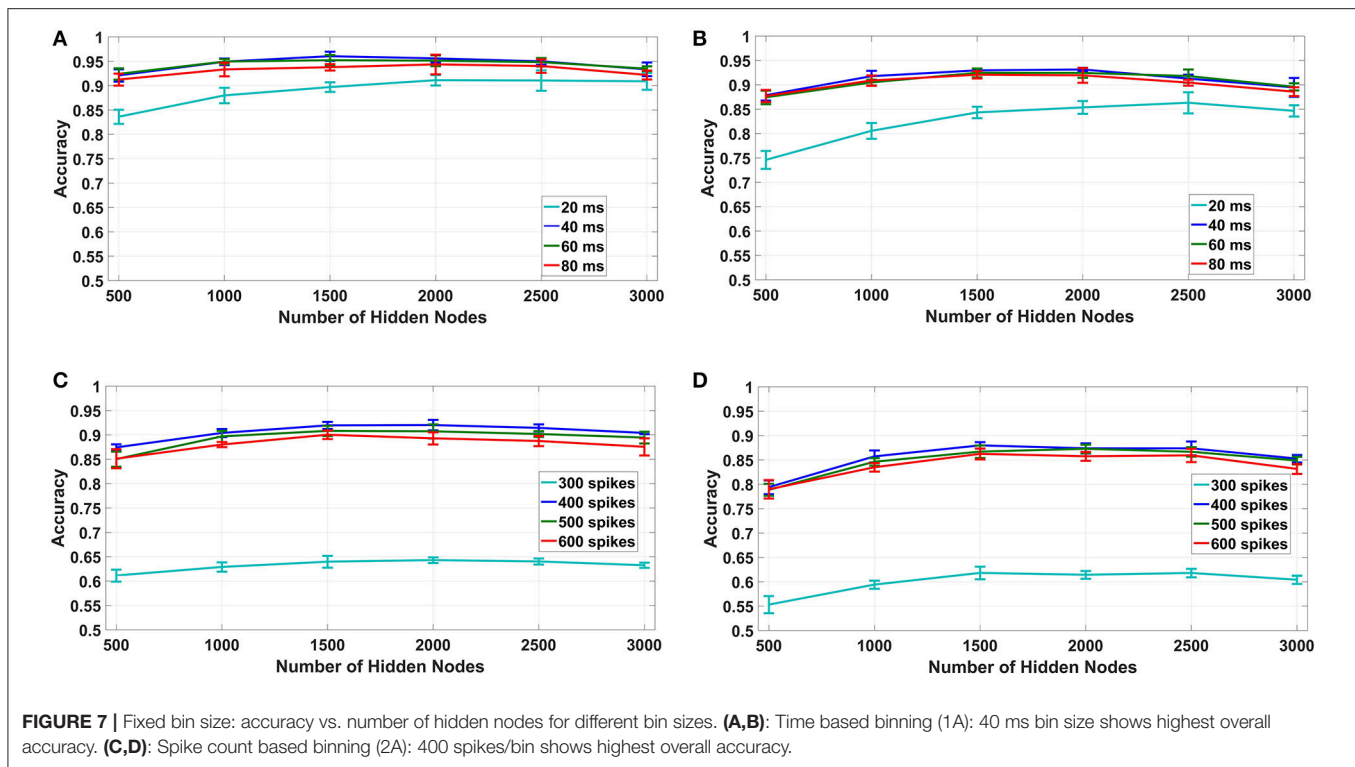 A
1
0.95
0.9
0.85
0.8
0.75
0.7
0.65
0.6
0.55
0.5
Accuracy
500 1000 1500 2000 2500 3000
Number of Hidden Nodes
20 ms
40 ms
60 ms
80 ms
B
1
0.95
0.9
0.85
0.8
0.75
0.7
0.65
0.6
0.55
0.5
Accuracy
500 1000 1500 2000 2500 3000
Number of Hidden Nodes
20 ms
40 ms
60 ms
80 ms
C
1
0.95
0.9
0.85
0.8
0.75
0.7
0.65
0.6
0.55
0.5
Accuracy
500 1000 1500 2000 2500 3000
Number of Hidden Nodes
300 spikes
400 spikes
500 spikes
600 spikes
D
1
0.95
0.9
0.85
0.8
0.75
0.7
0.65
0.6
0.55
0.5
Accuracy
500 1000 1500 2000 2500 3000
Number of Hidden Nodes
300 spikes
400 spikes
500 spikes
600 spikes
FIGURE 7 | Fixed bin size: accuracy vs. number of hidden nodes for different bin sizes. (A,B): Time based binning (1A): 40 ms bin size shows highest overall
accuracy. (C,D): Spike count based binning (2A): 400 spikes/bin shows highest overall accuracy.